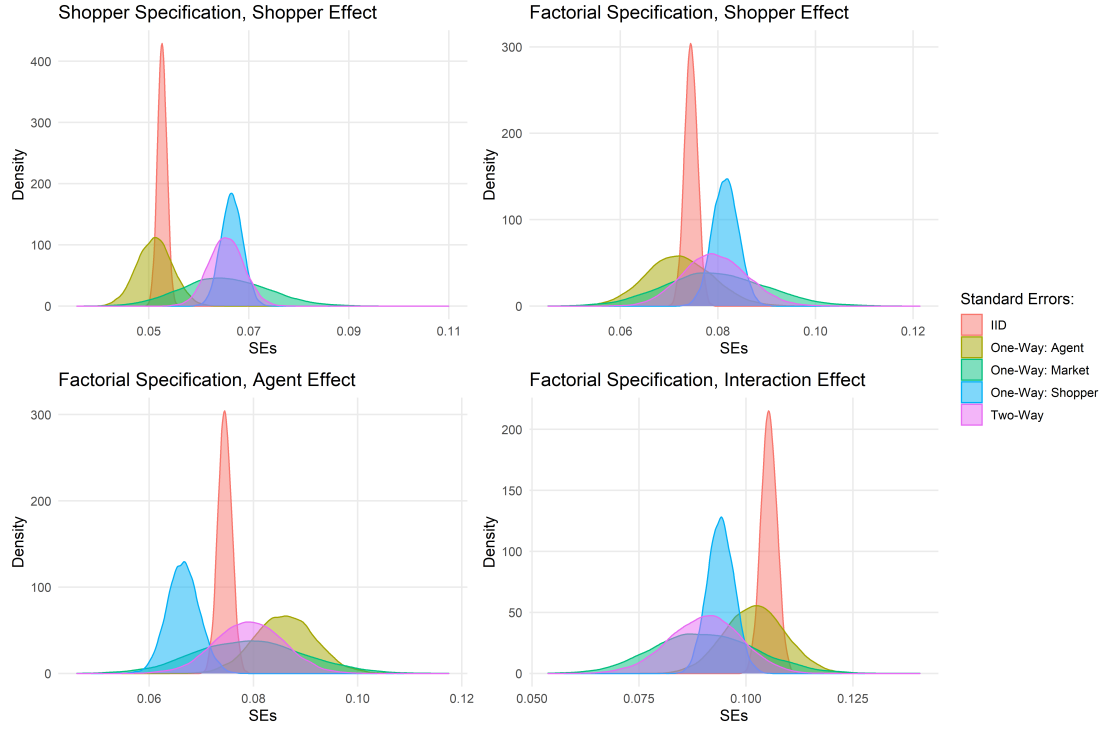 Shopper Specification, Shopper Effect
400
300
200
100
0
Density
0.05
0.07
0.09
0.11
SEs
Factorial Specification, Shopper Effect
300
200
100
0
Density
0.06
0.08
0.10
0.12
SEs
Factorial Specification, Agent Effect
300
200
100
0
Density
0.06
0.08
0.10
0.12
SEs
Factorial Specification, Interaction Effect
200
150
100
50
0
Density
0.050
0.075
0.100
0.125
SEs
Standard Errors:
IID
One-Way: Agent
One-Way: Market
One-Way: Shopper
Two-Way